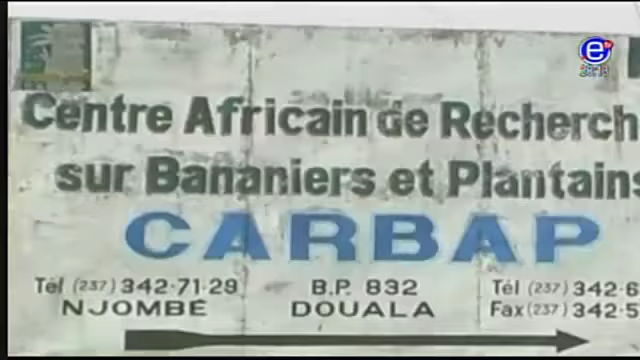 Centre Africain de Recherch
sur Bananiers et Plantains
CARBAP
Tél (237) 342-71-29 B.P. 832 Tél (237) 342-6
NJOMBÉ DOUALA Fax (237) 342-5